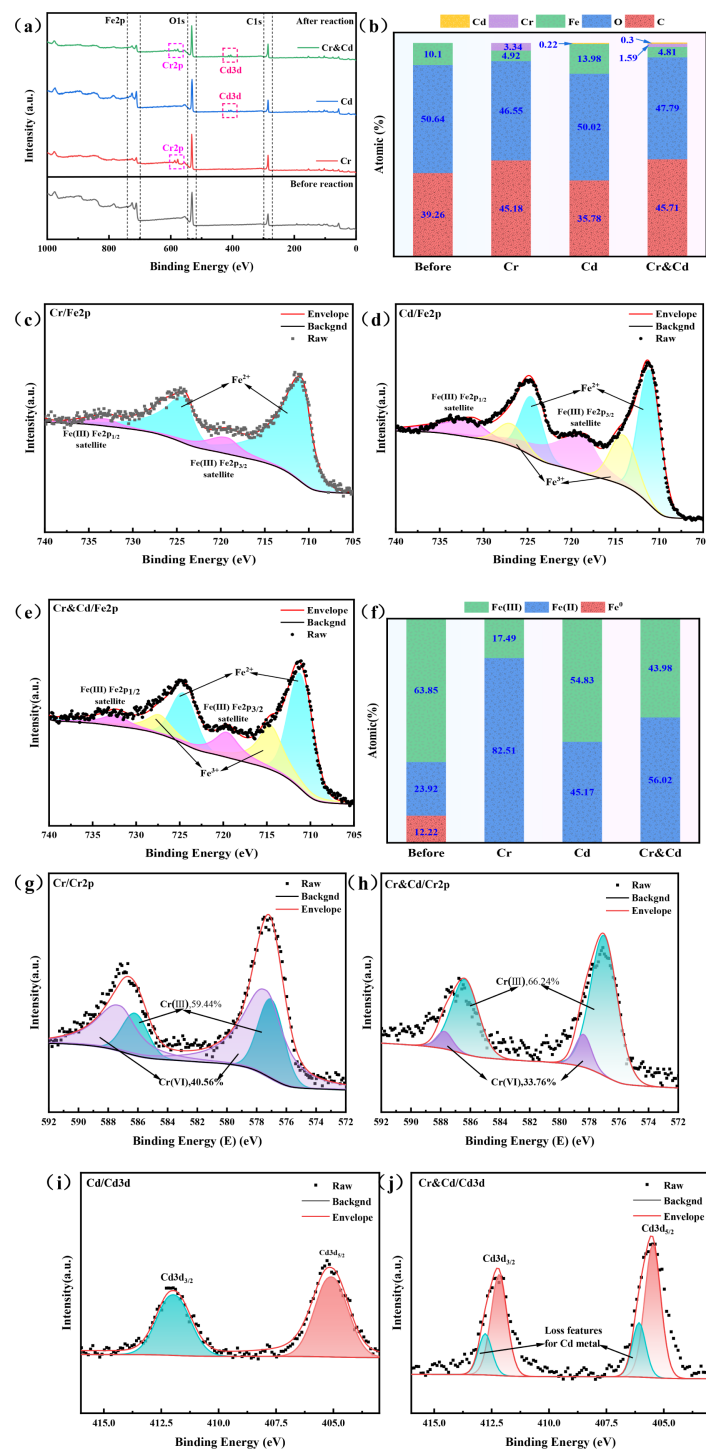 (a)
Fe2p O1s C1s After reaction
Cr&Cd
Cr2p
Cd3d
Cd3d
Cd
Cr2p
Cr
Before reaction
Intensity (a.u.)
1000 800 600 400 200 0
Binding Energy (eV)
(b)
Cd Cr Fe O C
Atomic (%)
10.1
50.64
39.26
3.34
4.92
46.55
45.18
0.22
13.98
50.02
35.78
0.3
1.59
4.81
47.79
45.71
Before Cr Cd Cr&Cd
(c)
Cr/Fe2p
Envelope
Backgnd
Raw
Fe2+
Fe(III) Fe2p1/2
satellite
Fe(III) Fe2p3/2
satellite
Intensity(a.u.)
740 735 730 725 720 715 710 705
Binding Energy (eV)
(d)
Cd/Fe2p
Envelope
Backgnd
Raw
Fe2+
Fe(III) Fe2p1/2
satellite
Fe(III) Fe2p3/2
satellite
Fe3+
Intensity(a.u.)
740 730 720 710 70
Binding Energy (eV)
(e)
Cr&Cd/Fe2p
Envelope
Backgnd
Raw
Fe2+
Fe(III) Fe2p1/2
satellite
Fe(III) Fe2p3/2
satellite
Fe3+
Intensity(a.u.)
740 735 730 725 720 715 710 705
Binding Energy (eV)
(f)
Fe(III) Fe(II) Fe0
Atomic(%)
63.85
23.92
12.22
17.49
82.51
54.83
45.17
43.98
56.02
Before Cr Cd Cr&Cd
(g)
Cr/Cr2p
Raw
Backgnd
Envelope
Cr(III),59.44%
Cr(VI),40.56%
Intensity(a.u.)
592 590 588 586 584 582 580 578 576 574 572
Binding Energy (E) (eV)
(h)
Cr&Cd/Cr2p
Raw
Backgnd
Envelope
Cr(III),66.24%
Cr(VI),33.76%
Intensity(a.u.)
592 590 588 586 584 582 580 578 576 574 572
Binding Energy (E) (eV)
(i)
Cd/Cd3d
Raw
Backgnd
Envelope
Cd3d3/2
Cd3d5/2
Intensity(a.u.)
415.0 412.5 410.0 407.5 405.0
Binding Energy (eV)
(j)
Cr&Cd/Cd3d
Raw
Backgnd
Envelope
Cd3d3/2
Cd3d5/2
Loss features
for Cd metal
Intensity(a.u.)
415.0 412.5 410.0 407.5 405.0
Binding Energy (eV)